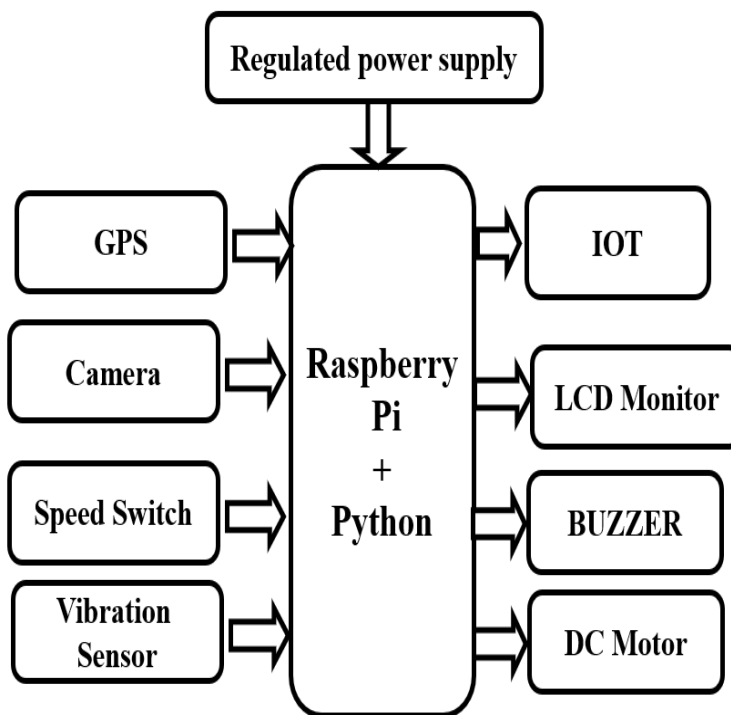 Regulated power supply
GPS
Camera
Speed Switch
Vibration
Sensor
Raspberry
Pi
+
Python
IOT
LCD Monitor
BUZZER
DC Motor